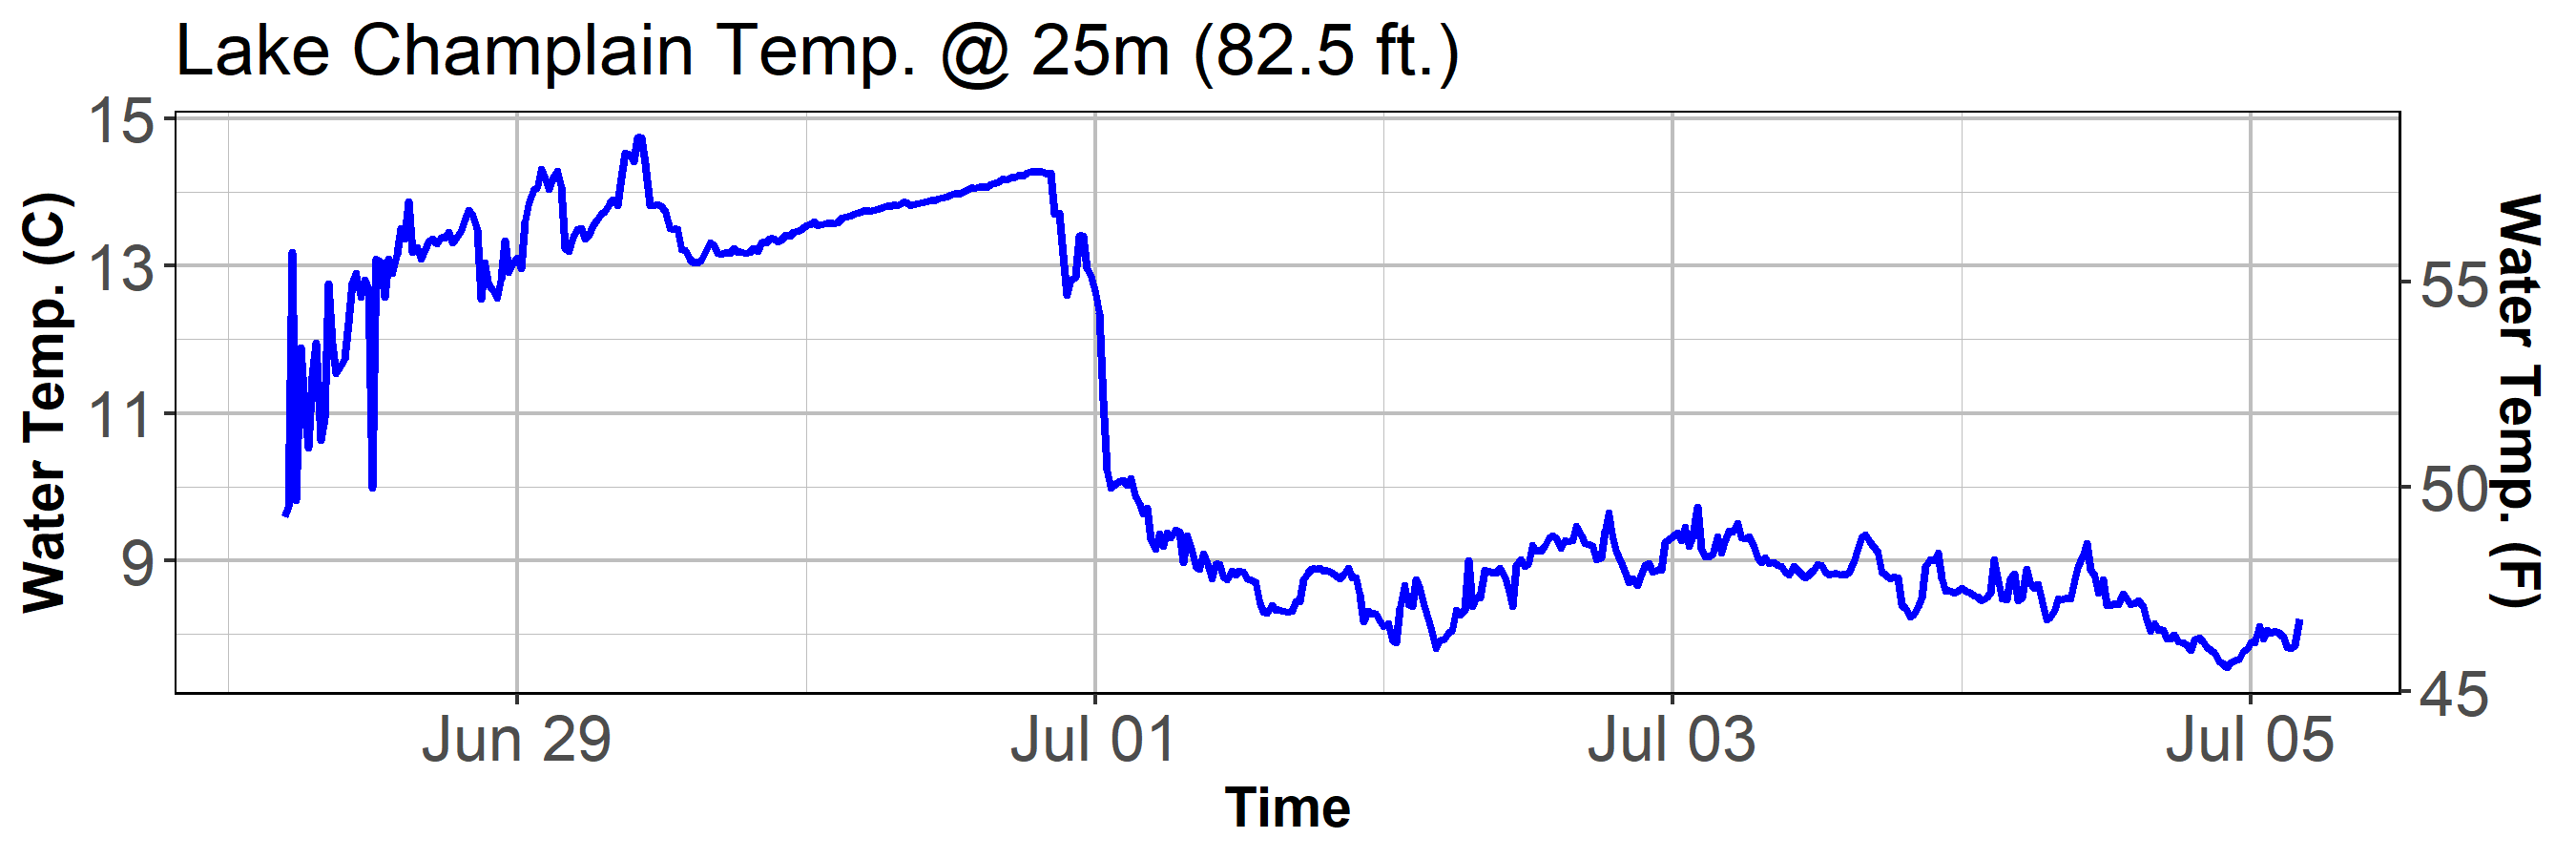 Lake Champlain Temp. @ 25m (82.5 ft.)
Water Temp. (C)
15
13
11
9
55
50
45
Water Temp. (F)
Jun 29
Jul 01
Jul 03
Jul 05
Time